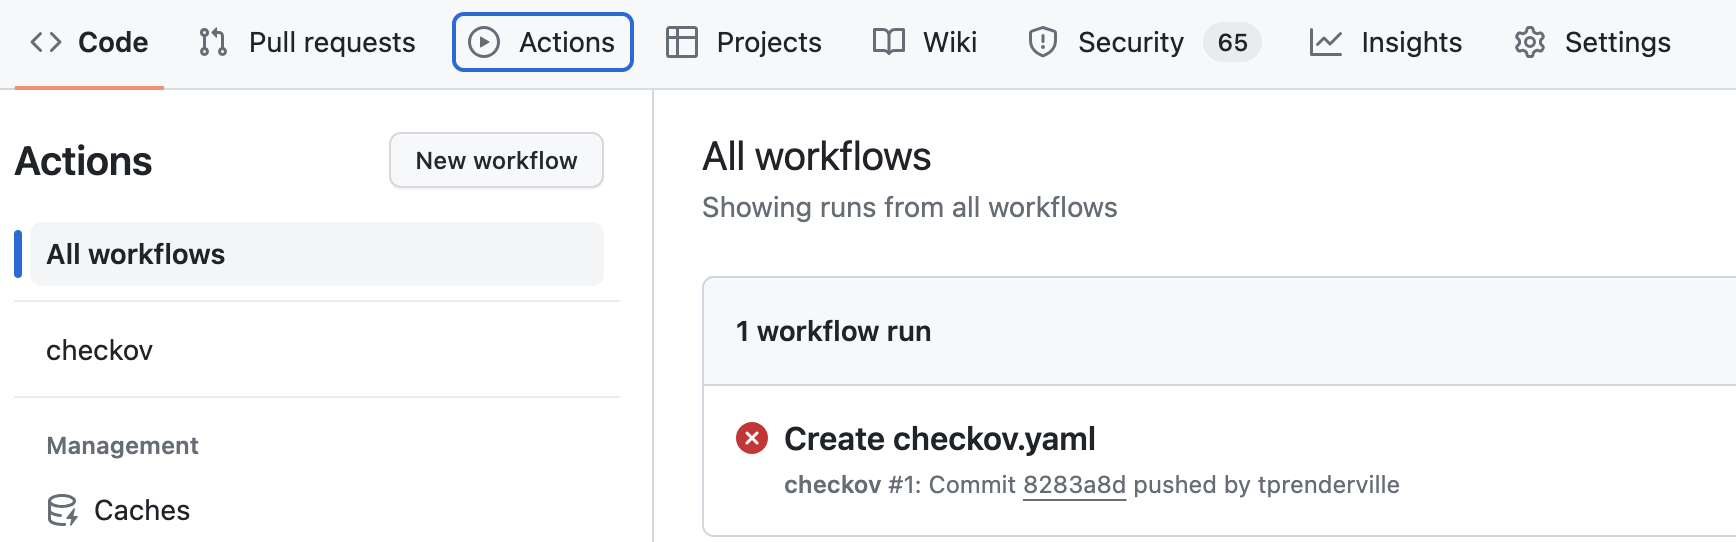 Code Pull requests Actions Projects Wiki Security 65 Insights Settings
Actions New workflow
All workflows
checkov
Management
Caches
All workflows
Showing runs from all workflows
1 workflow run
Create checkov.yaml
checkov #1: Commit 8283a8d pushed by tprenderville